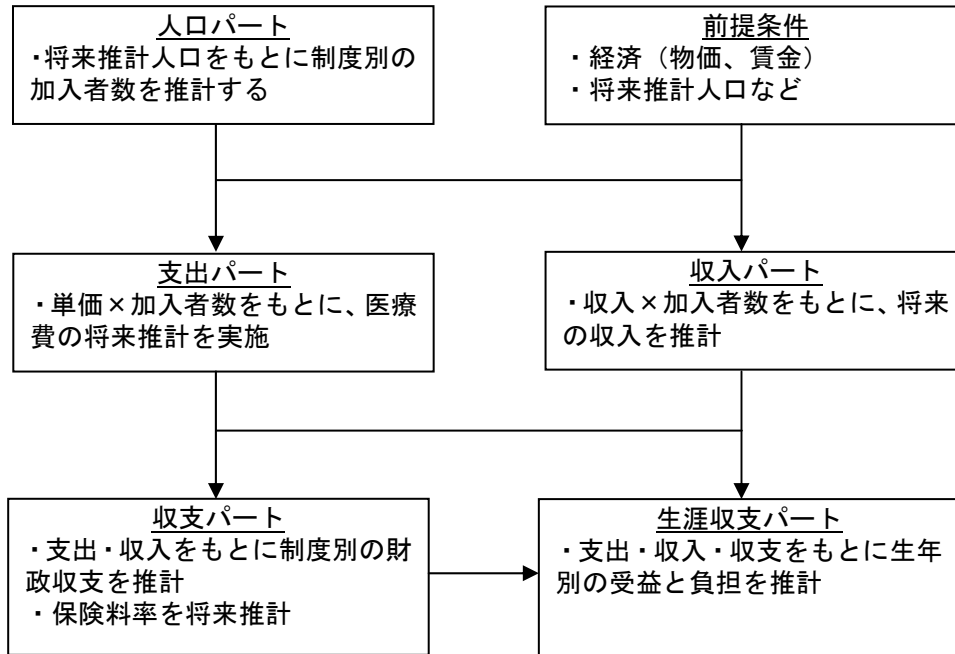 人口パート
・将来推計人口をもとに制度別の
加入者数を推計する
前提条件
・経済（物価、賃金）
・将来推計人口など
支出パート
・単価×加入者数をもとに、医療
費の将来推計を実施
収入パート
・収入×加入者数をもとに、将来
の収入を推計
収支パート
・支出・収入をもとに制度別の財
政収支を推計
・保険料率を将来推計
生涯収支パート
・支出・収入・収支をもとに生年
別の受益と負担を推計